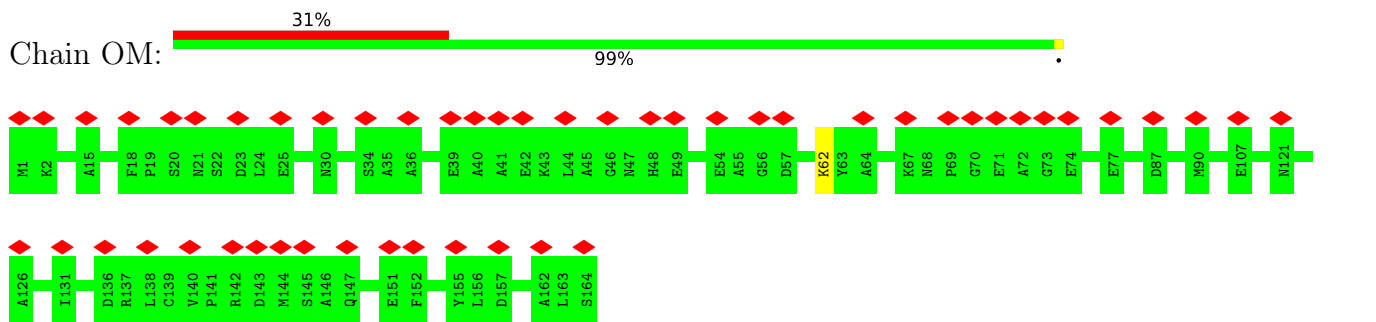 31%
Chain OM:
99%
•
M1 K2 A15 F18 P19 S20 N21 S22 D23 L24 E25 N30 S34 A35 A36 E39 A40 A41 E42 K43 L44 A45 G46 N47 H48 E49 E54 A55 G56 D57 K62 Y63 A64 K67 N68 P69 G70 E71 A72 G73 E74 E77 D87 M90 E107 N121
A126 I131 D136 R137 L138 C139 V140 P141 R142 D143 M144 S145 A146 Q147 E151 F152 Y155 L156 D157 A162 L163 S164